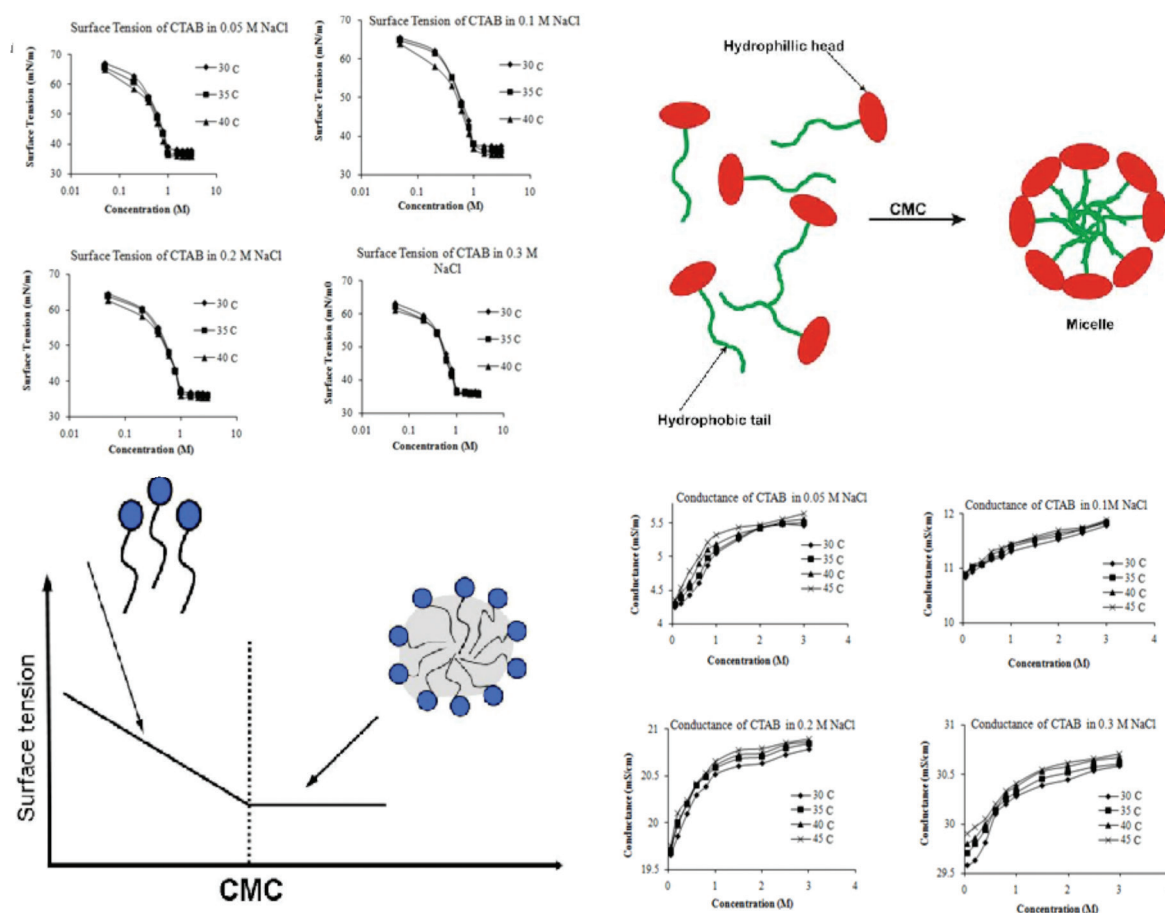 Surface Tension of CTAB in 0.05 M NaCl
Surface Tension (mN/m)
70
60
50
40
30
0.01
0.1
1
10
Concentration (M)
30 C
35 C
40 C
Surface Tension of CTAB in 0.1 M NaCl
Surface Tension (mN/m)
70
60
50
40
30
0.01
0.1
1
10
Concentration (M)
30 C
35 C
40 C
Surface Tension of CTAB in 0.2 M NaCl
Surface Tension (mN/m)
70
60
50
40
30
0.01
0.1
1
10
Concentration (M)
30 C
35 C
40 C
Surface Tension of CTAB in 0.3 M
NaCl
Surface Tension (mN/m0
70
60
50
40
30
0.01
0.1
1
10
Concentration (M)
30 C
35 C
40 C
Hydrophillic head
CMC
Micelle
Hydrophobic tail
Surface tension
CMC
Conductance of CTAB in 0.05 M NaCl
Conductance (mS/m)
5.5
5
4.5
4
0
1
2
3
4
Concentration (M)
30 C
35 C
40 C
45 C
Conductance of CTAB in 0.1M NaCl
Conductance (mS/cm)
12
11
10
0
1
2
3
4
Concentration (M)
30 C
35 C
40 C
45 C
Conductance of CTAB in 0.2 M NaCl
Conductance (mS/cm)
21
20.5
20
19.5
0
1
2
3
4
Concentration (M)
30 C
35 C
40 C
45 C
Conductance of CTAB in 0.3 M NaCl
Conductance (mS/cm)
31
30.5
30
29.5
0
1
2
3
4
Concentration (M)
30 C
35 C
40 C
45 C